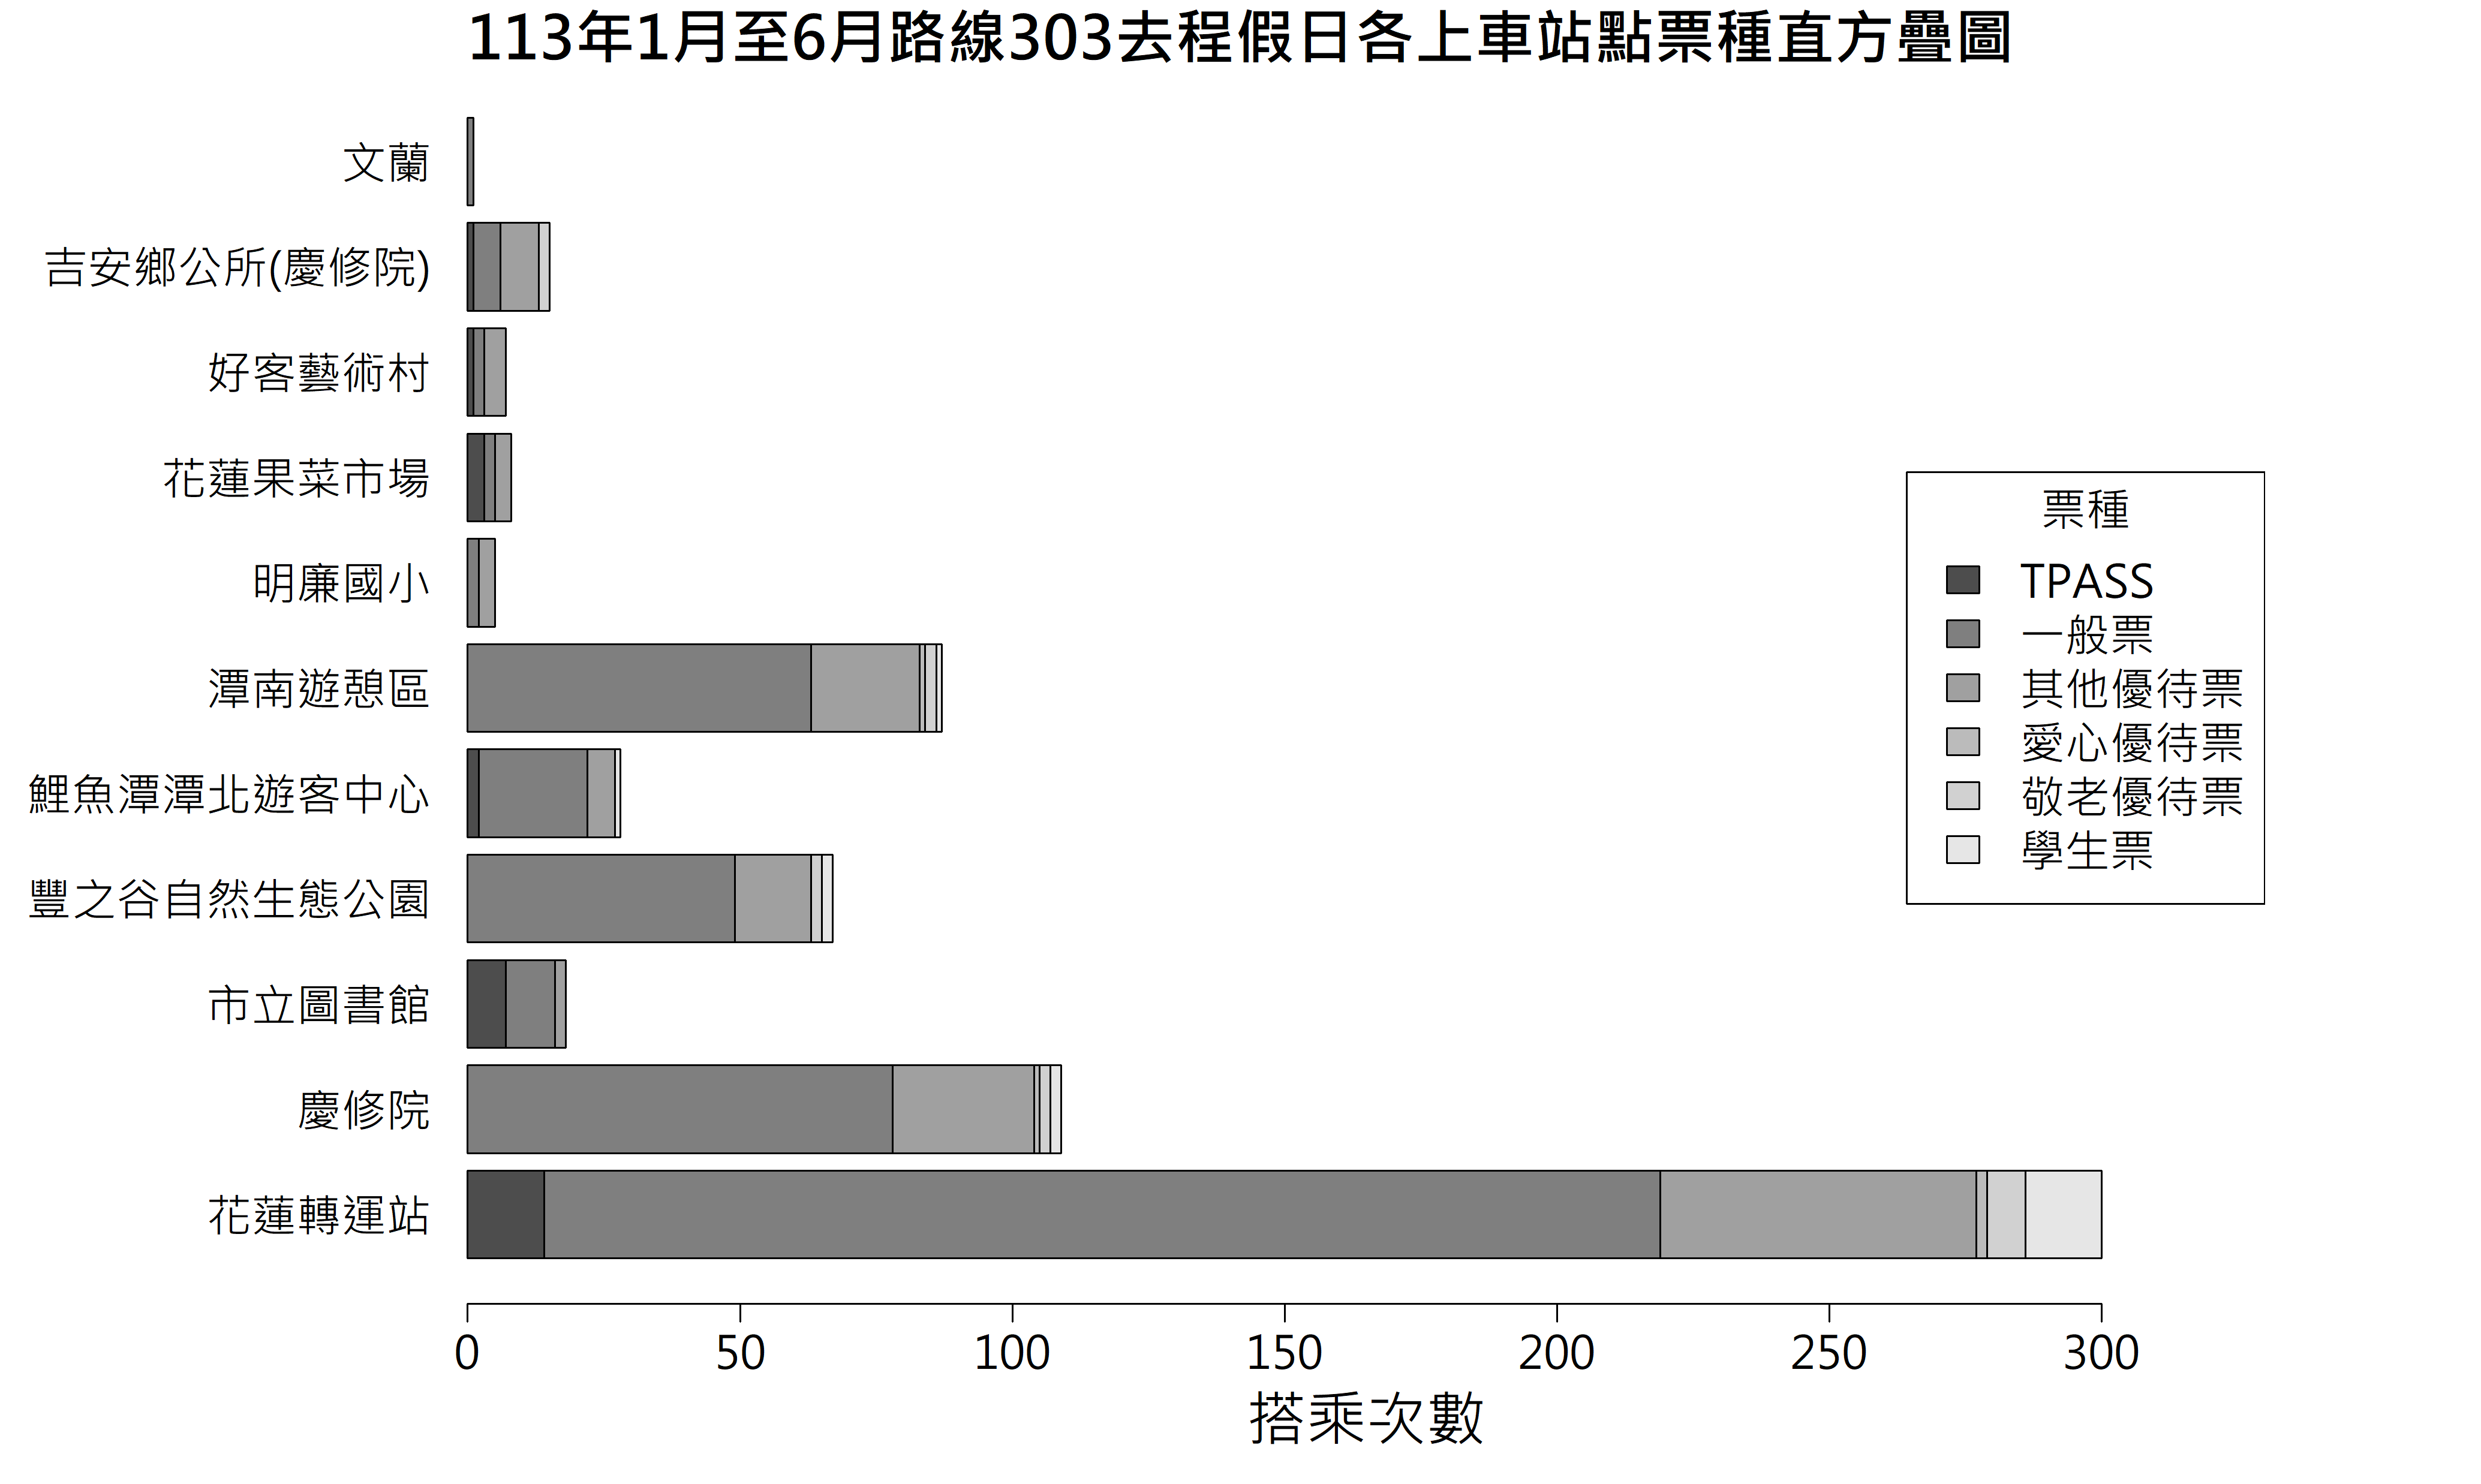 113年1月至6月路線303去程假日各上車站點票種直方疊圖
文蘭
吉安鄉公所(慶修院)
好客藝術村
花蓮果菜市場
明廉國小
潭南遊憩區
鯉魚潭潭北遊客中心
豐之谷自然生態公園
市立圖書館
慶修院
花蓮轉運站
票種
TPASS
一般票
其他優待票
愛心優待票
敬老優待票
學生票
0 50 100 150 200 250 300
搭乘次數